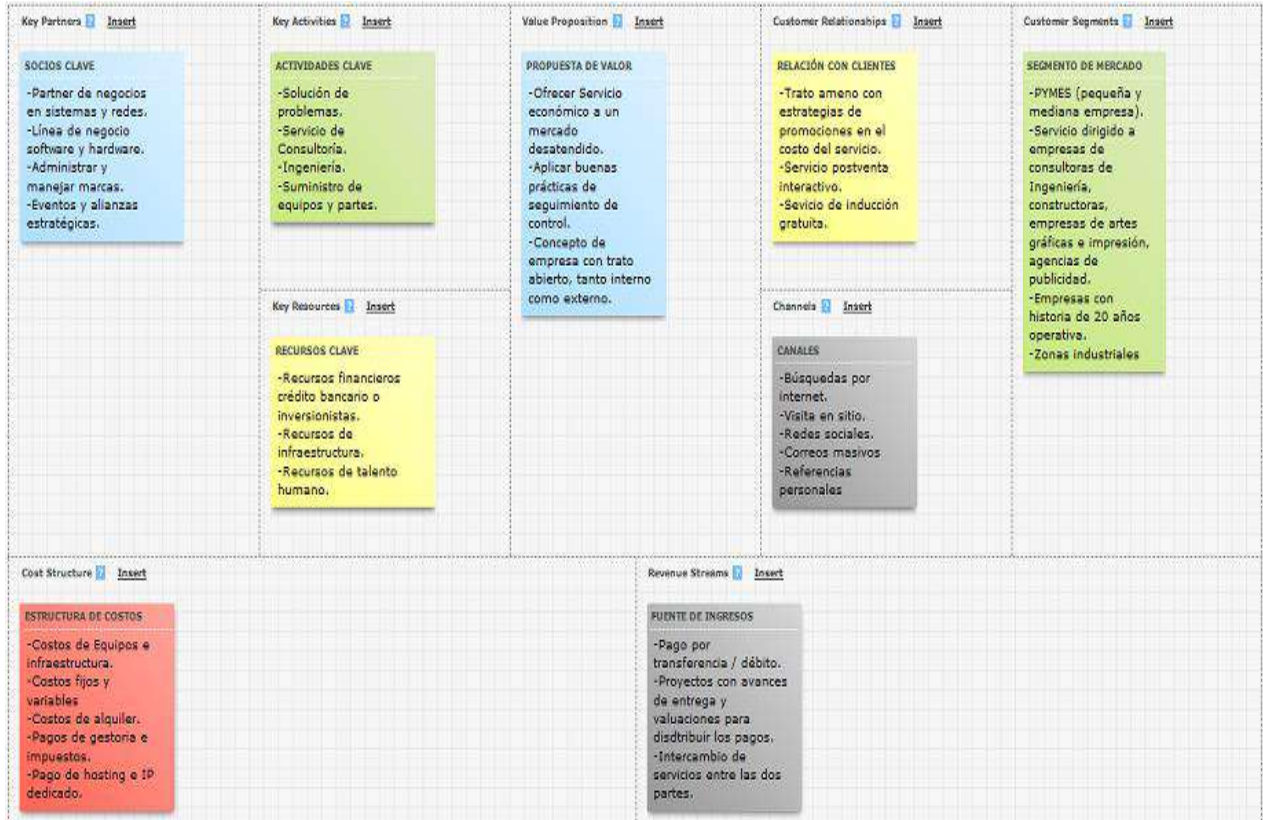 Key Partners ? Insert
SOCIOS CLAVE
-Partner de negocios
en sistemas y redes.
-Línea de negocio
software y hardware.
-Administrar y
manejar marcas.
-Eventos y alianzas
estratégicas.
Key Activities ? Insert
ACTIVIDADES CLAVE
-Solución de
problemas.
-Servicio de
Consultoría.
-Ingeniería.
-Suministro de
equipos y partes.
Key Resources ? Insert
RECURSOS CLAVE
-Recursos financieros
crédito bancario o
inversionistas.
-Recursos de
infraestructura.
-Recursos de talento
humano.
Value Proposition ? Insert
PROPUESTA DE VALOR
-Ofrecer Servicio
económico a un
mercado
desatendido.
-Aplicar buenas
prácticas de
seguimiento de
control.
-Concepto de
empresa con trato
abierto, tanto interno
como externo.
Customer Relationships ? Insert
RELACIÓN CON CLIENTES
-Trato ameno con
estrategias de
promociones en el
costo del servicio.
-Servicio postventa
interactivo.
-Sevicio de inducción
gratuita.
Channels ? Insert
CANALES
-Búsquedas por
internet.
-Visita en sitio.
-Redes sociales.
-Correos masivos
-Referencias
personales
Customer Segments ? Insert
SEGMENTO DE MERCADO
-PYMES (pequeña y
mediana empresa).
-Servicio dirigido a
empresas de
consultoras de
Ingeniería,
constructoras,
empresas de artes
gráficas e impresión,
agencias de
publicidad.
-Empresas con
historia de 20 años
operativa.
-Zonas industriales
Cost Structure ? Insert
ESTRUCTURA DE COSTOS
-Costos de Equipos e
infraestructura.
-Costos fijos y
variables
-Costos de alquiler.
-Pagos de gestoria e
impuestos.
-Pago de hosting e IP
dedicado.
Revenue Streams ? Insert
FUENTE DE INGRESOS
-Pago por
transferencia / débito.
-Proyectos con avances
de entrega y
valuaciones para
disdtribuir los pagos.
-Intercambio de
servicios entre las dos
partes.